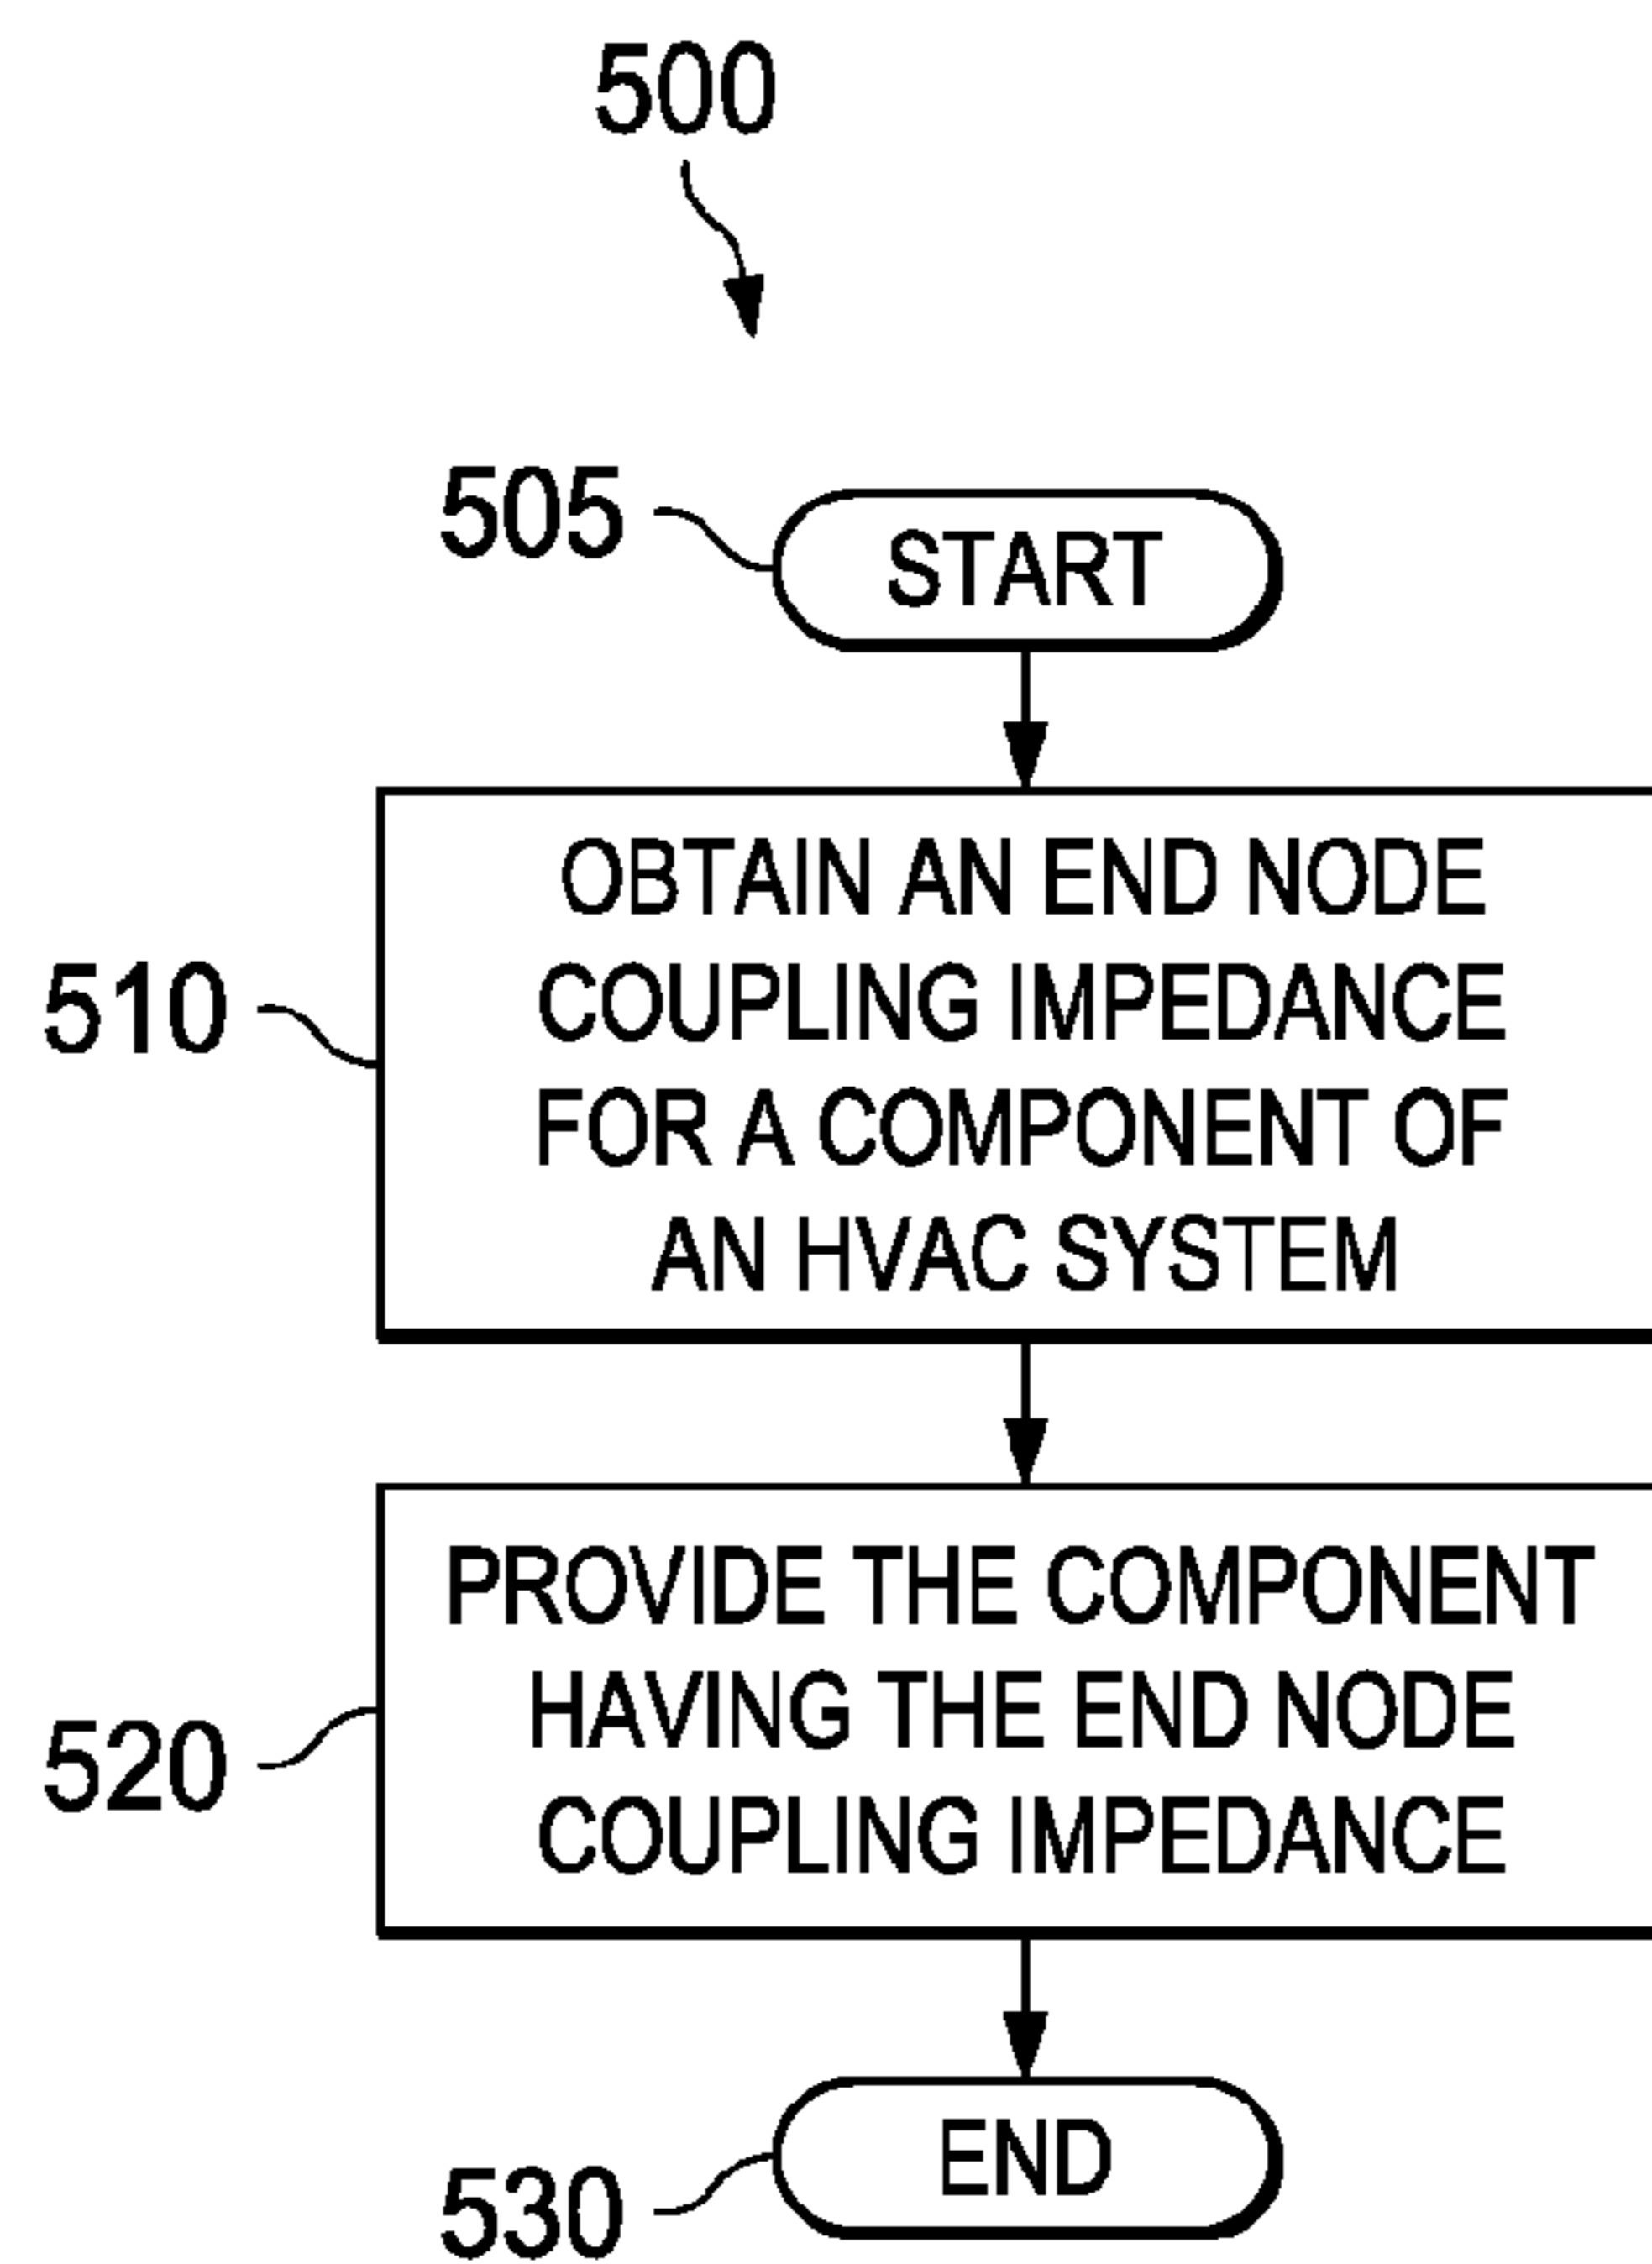 500
505
START
OBTAIN AN END NODE
COUPLING IMPEDANCE
FOR A COMPONENT OF
AN HVAC SYSTEM
510
PROVIDE THE COMPONENT
HAVING THE END NODE
COUPLING IMPEDANCE
520
END
530